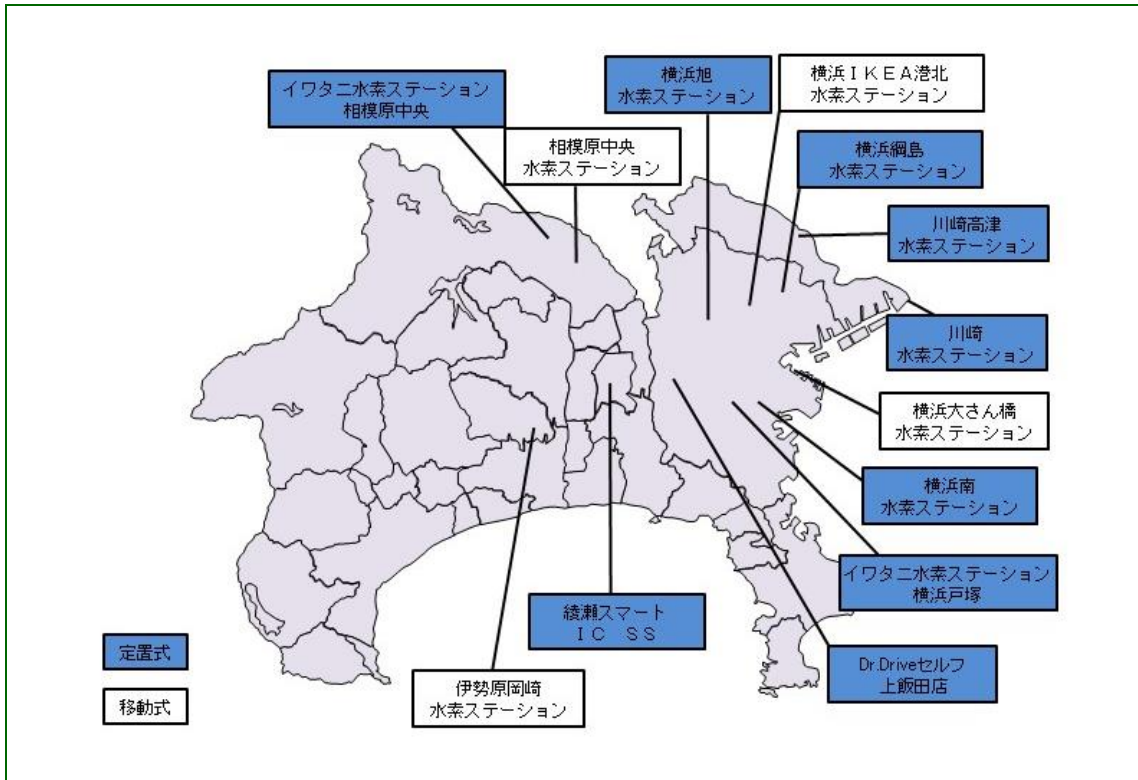 イワタニ水素ステーション
相模原中央
相模原中央
水素ステーション
横浜旭
水素ステーション
横浜ＩＫＥＡ港北
水素ステーション
横浜綱島
水素ステーション
川崎高津
水素ステーション
川崎
水素ステーション
横浜大さん橋
水素ステーション
横浜南
水素ステーション
イワタニ水素ステーション
横浜戸塚
Dr.Driveセルフ
上飯田店
綾瀬スマート
ＩＣ　ＳＳ
伊勢原岡崎
水素ステーション
定置式
移動式